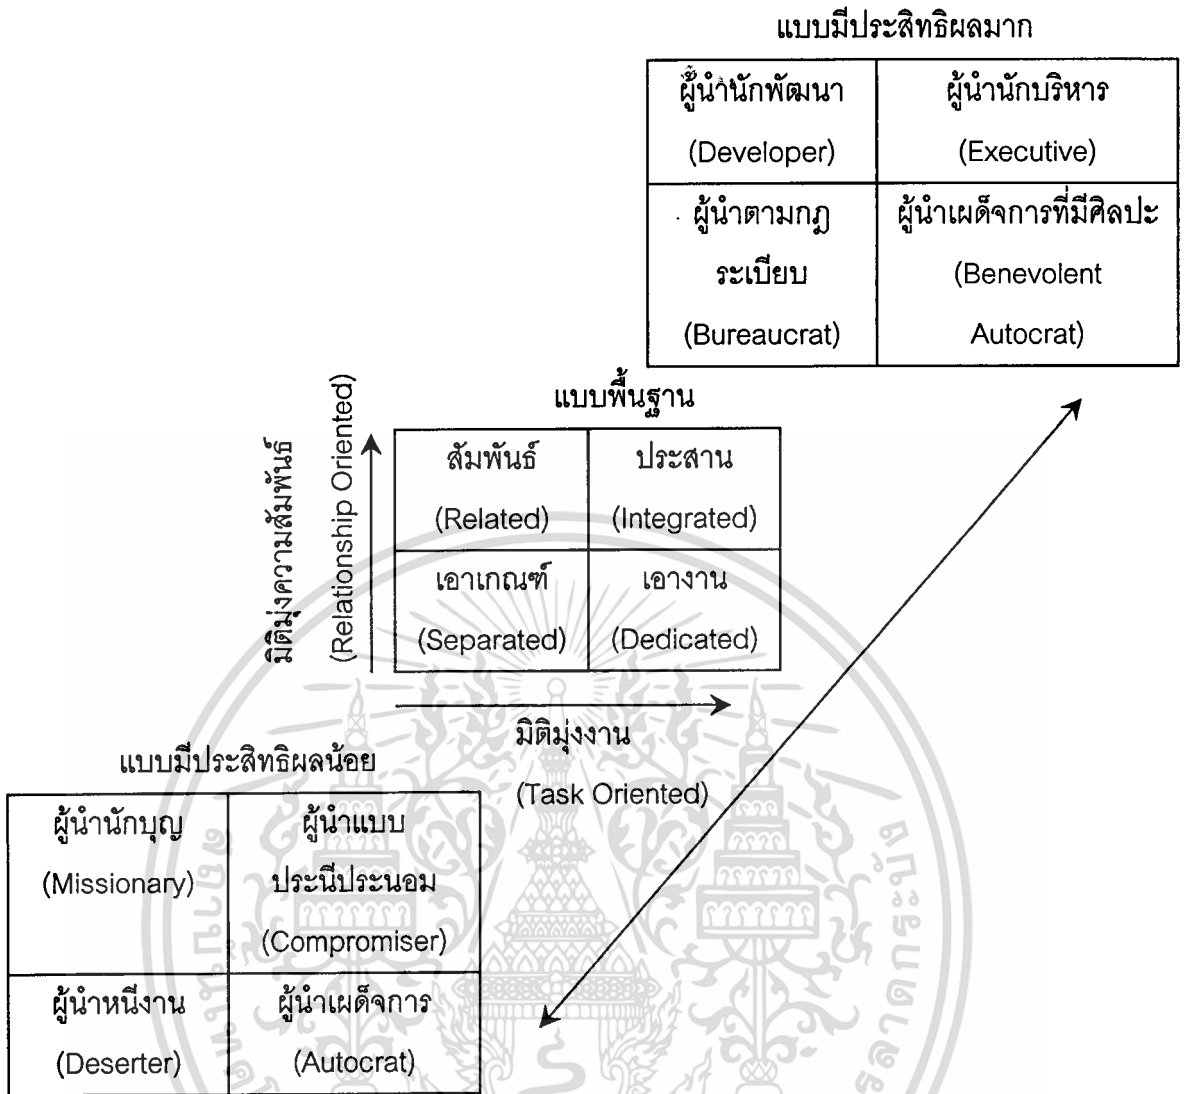 แบบมีประสิทธิผลมาก
ผู้นำนักพัฒนา
(Developer)
ผู้นำนักบริหาร
(Executive)
ผู้นำตามกฎ
ระเบียบ
(Bureaucrat)
ผู้นำเผด็จการที่มีศิลปะ
(Benevolent
Autocrat)
แบบพื้นฐาน
มิติมุ่งความสัมพันธ์
(Relationship Oriented)
สัมพันธ์
(Related)
ประสาน
(Integrated)
เอาเกณฑ์
(Separated)
เอางาน
(Dedicated)
มิติมุ่งงาน
(Task Oriented)
แบบมีประสิทธิผลน้อย
ผู้นำนักบุญ
(Missionary)
ผู้นำแบบ
ประนีประนอม
(Compromiser)
ผู้นำหนีงาน
(Deserter)
ผู้นำเผด็จการ
(Autocrat)